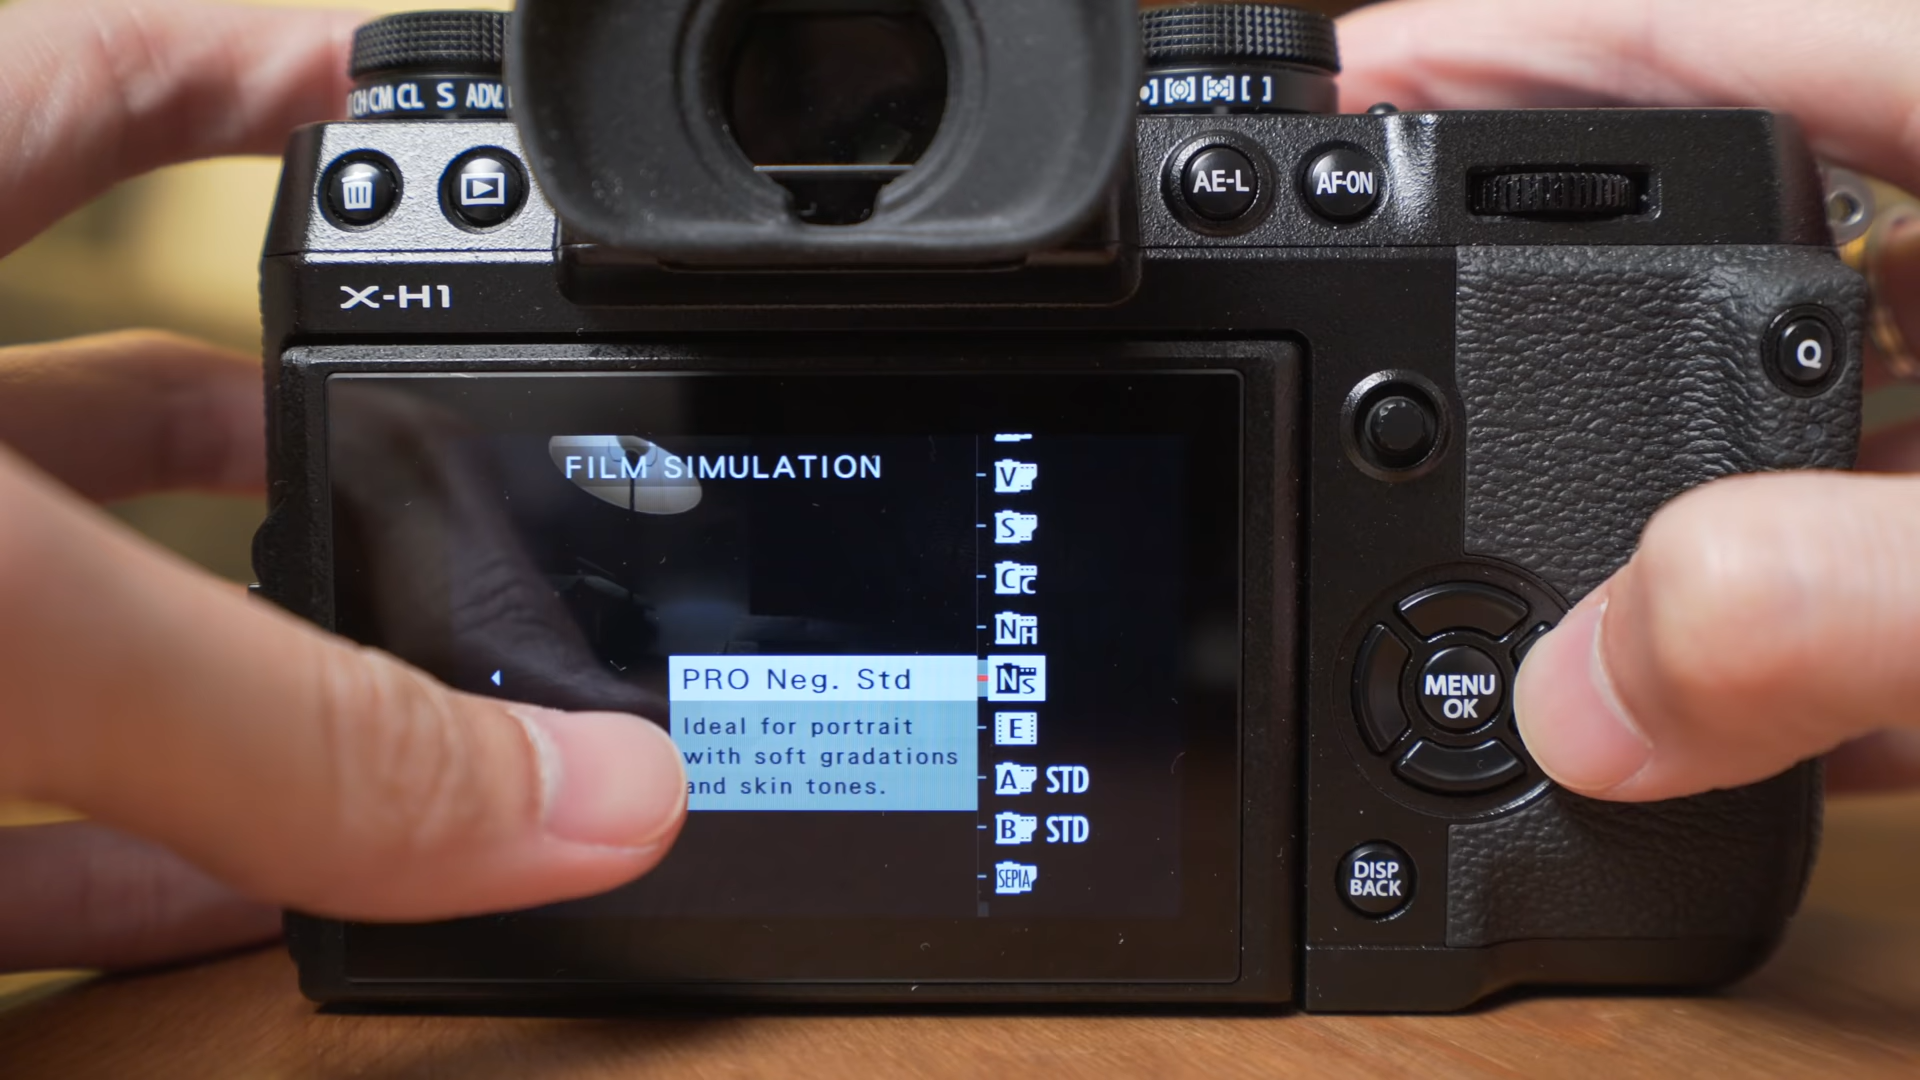 CH CM CL S ADV.
AE-L
AF-ON
X-H1
Q
FILM SIMULATION
V
S
Cc
NH
PRO Neg. Std
NS
Ideal for portrait
with soft gradations
and skin tones.
E
A STD
B STD
SEPIA
MENU
OK
DISP
BACK